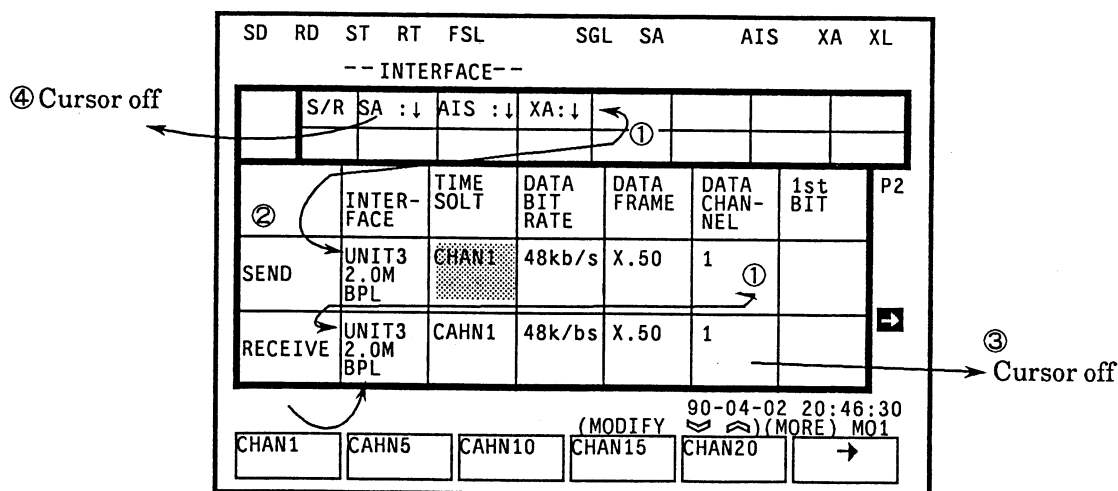 SD RD ST RT FSL SGL SA AIS XA XL
-- INTERFACE--
④ Cursor off
S/R SA :↓ AIS :↓ XA:↓
①
②
INTER-
FACE
TIME
SOLT
DATA
BIT
RATE
DATA
FRAME
DATA
CHAN-
NEL
1st
BIT
P2
SEND
UNIT3
2.0M
BPL
CHAN1
48kb/s
X.50
1
①
→
RECEIVE
UNIT3
2.0M
BPL
CAHN1
48k/bs
X.50
1
③
Cursor off
90-04-02 20:46:30
(MODIFY ︾ ︽)(MORE) MQ1
CHAN1 CAHN5 CAHN10 CHAN15 CHAN20 →